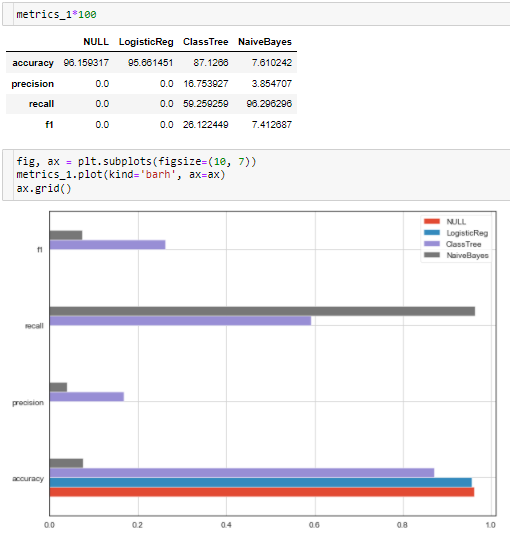 metrics_1*100
NULL LogisticReg ClassTree NaiveBayes
accuracy 96.159317 95.661451 87.1266 7.610242
precision 0.0 0.0 16.753927 3.854707
recall 0.0 0.0 59.259259 96.296296
f1 0.0 0.0 26.122449 7.412687
fig, ax = plt.subplots(figsize=(10, 7))
metrics_1.plot(kind='barh', ax=ax)
ax.grid()
NULL
LogisticReg
ClassTree
NaiveBayes
f1
recall
precision
accuracy
0.0 0.2 0.4 0.6 0.8 1.0